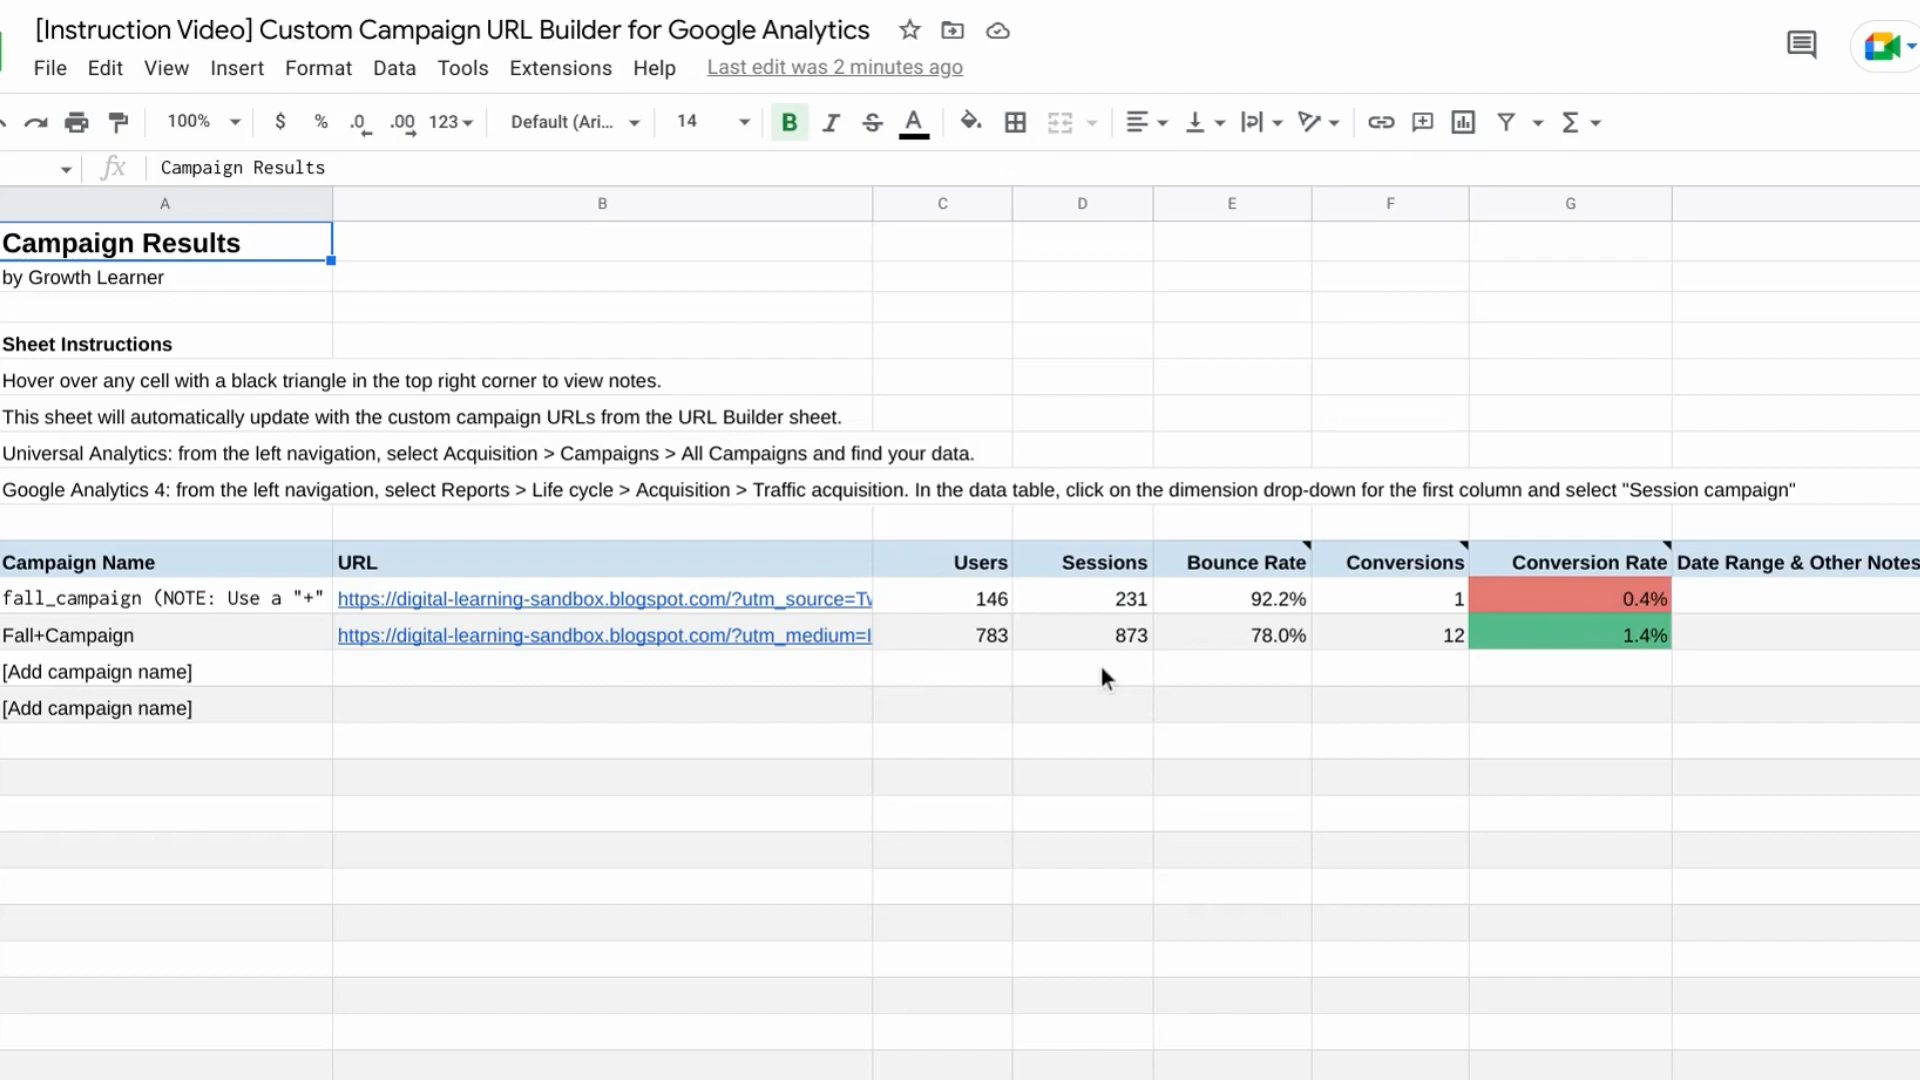 [Instruction Video] Custom Campaign URL Builder for Google Analytics
File Edit View Insert Format Data Tools Extensions Help Last edit was 2 minutes ago
100% $ % .0 .00 123 Default (Ari... 14 B I S A Σ
fx Campaign Results
A B C D E F G
Campaign Results
by Growth Learner
Sheet Instructions
Hover over any cell with a black triangle in the top right corner to view notes.
This sheet will automatically update with the custom campaign URLs from the URL Builder sheet.
Universal Analytics: from the left navigation, select Acquisition > Campaigns > All Campaigns and find your data.
Google Analytics 4: from the left navigation, select Reports > Life cycle > Acquisition > Traffic acquisition. In the data table, click on the dimension drop-down for the first column and select "Session campaign"
Campaign Name URL Users Sessions Bounce Rate Conversions Conversion Rate Date Range & Other Notes
fall_campaign (NOTE: Use a "+" https://digital-learning-sandbox.blogspot.com/?utm_source=Tw 146 231 92.2% 1 0.4%
Fall+Campaign https://digital-learning-sandbox.blogspot.com/?utm_medium=I 783 873 78.0% 12 1.4%
[Add campaign name]
[Add campaign name]